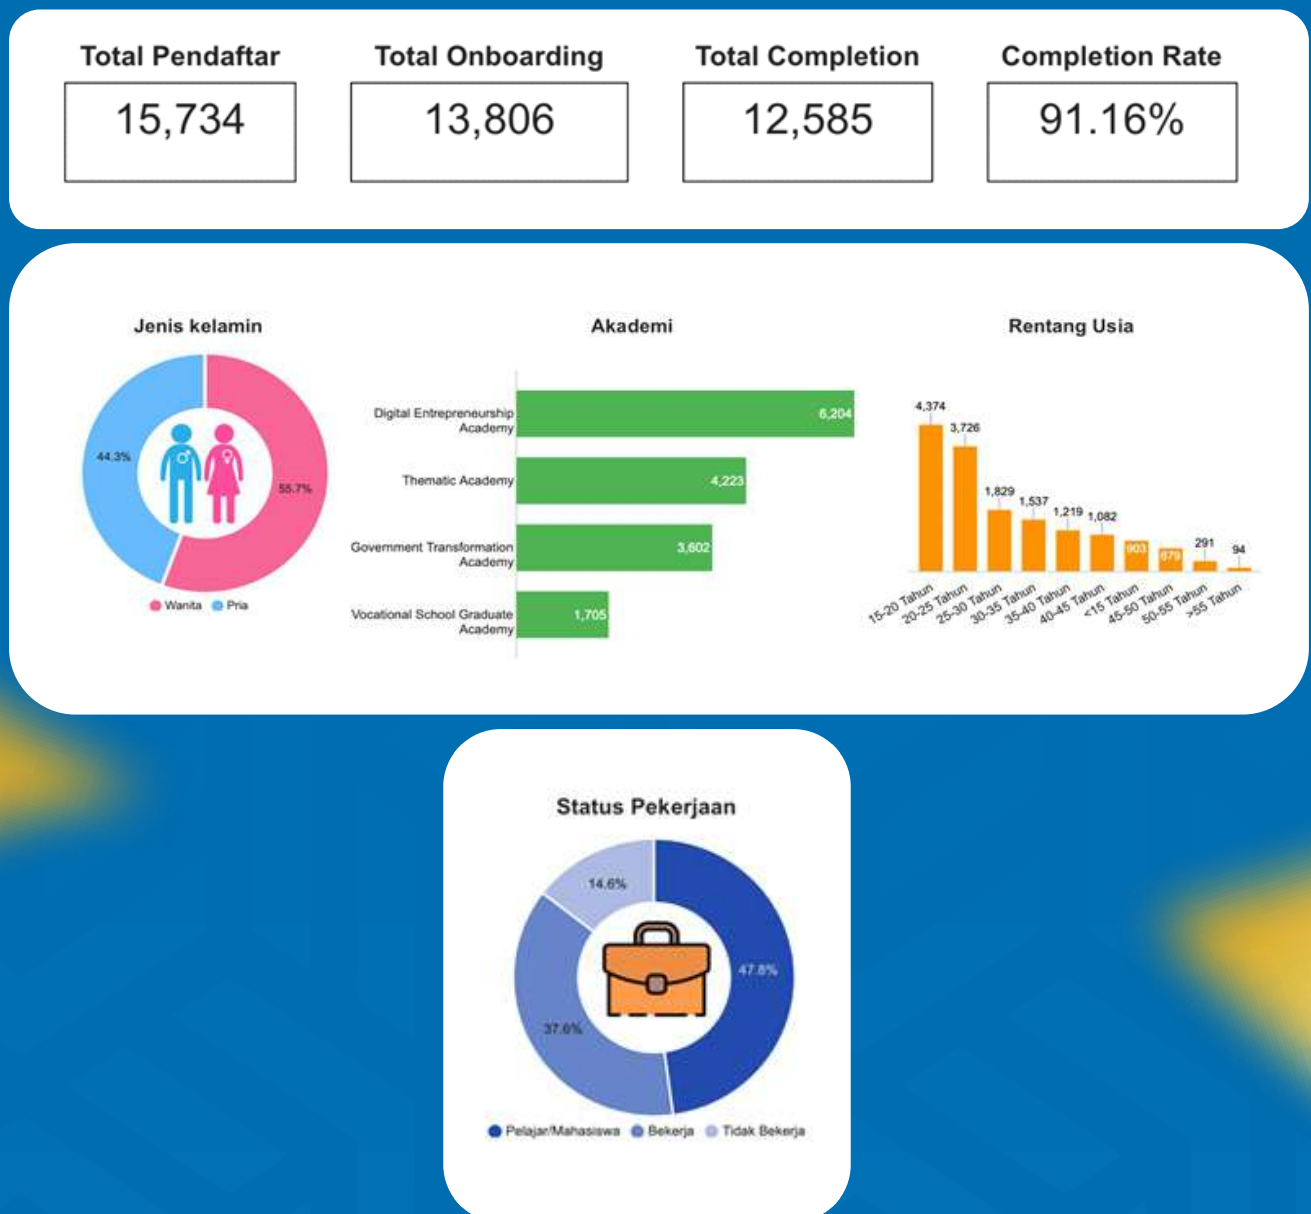 Total Pendaftar
Total Onboarding
Total Completion
Completion Rate
15,734
13,806
12,585
91.16%
Jenis kelamin
44.3%
55.7%
Wanita
Pria
Akademi
Digital Entrepreneurship
Academy
6,204
Thematic Academy
4,223
Government Transformation
Academy
3,602
Vocational School Graduate
Academy
1,705
Rentang Usia
4,374
3,726
1,829
1,537
1,219
1,082
903
679
291
94
15-20 Tahun
20-25 Tahun
25-30 Tahun
30-35 Tahun
35-40 Tahun
40-45 Tahun
<15 Tahun
45-50 Tahun
50-55 Tahun
>55 Tahun
Status Pekerjaan
14.6%
47.8%
37.6%
Pelajar/Mahasiswa
Bekerja
Tidak Bekerja